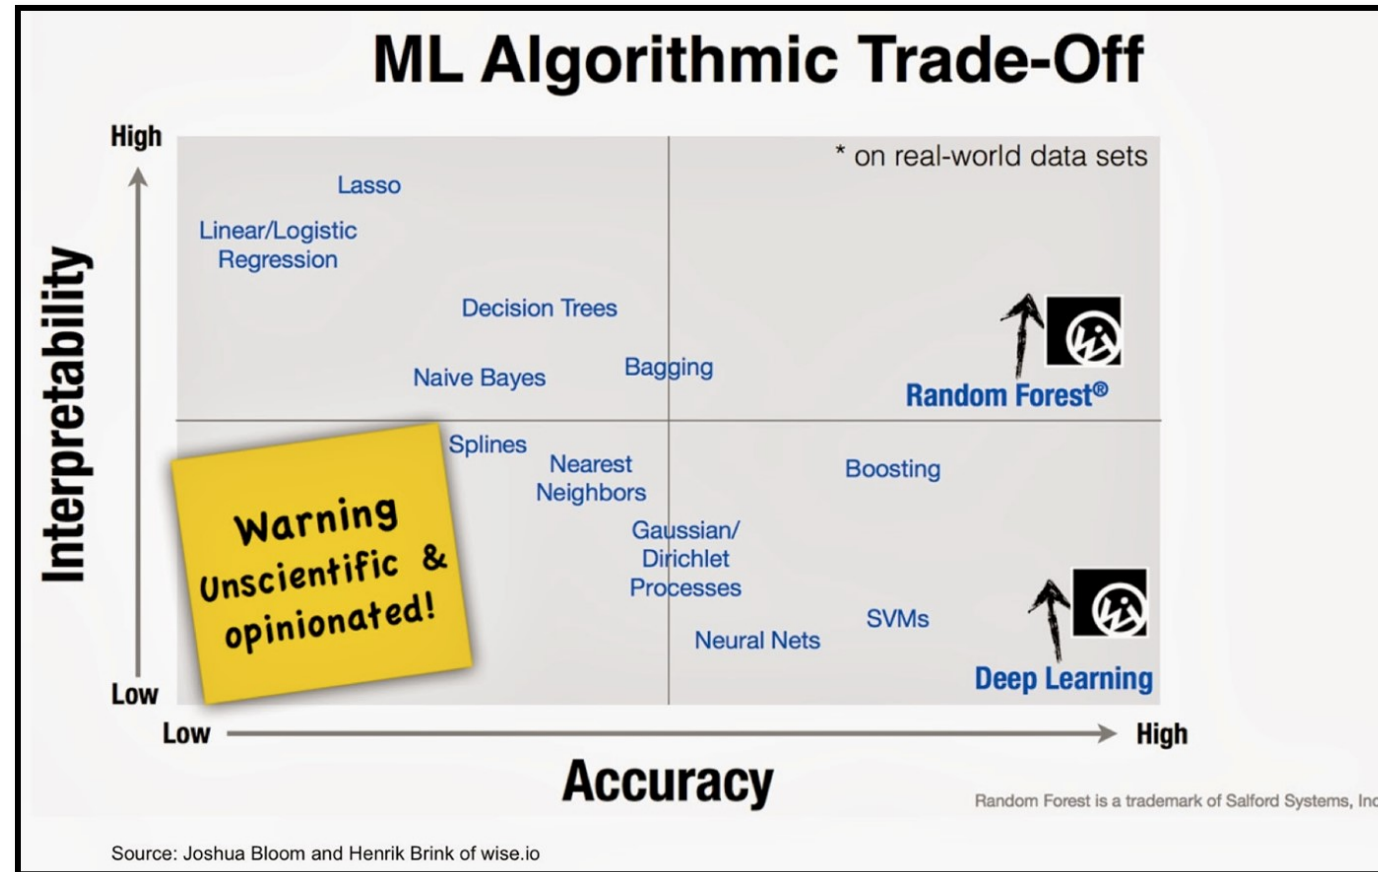 ML Algorithmic Trade-Off
High
* on real-world data sets
Lasso
Linear/Logistic
Regression
Decision Trees
Naive Bayes
Bagging
Random Forest®
Interpretability
Splines
Nearest
Neighbors
Boosting
Gaussian/
Dirichlet
Processes
SVMs
Neural Nets
Deep Learning
Warning
Unscientific &
opinionated!
Low
Low
High
Accuracy
Random Forest is a trademark of Salford Systems, Inc
Source: Joshua Bloom and Henrik Brink of wise.io